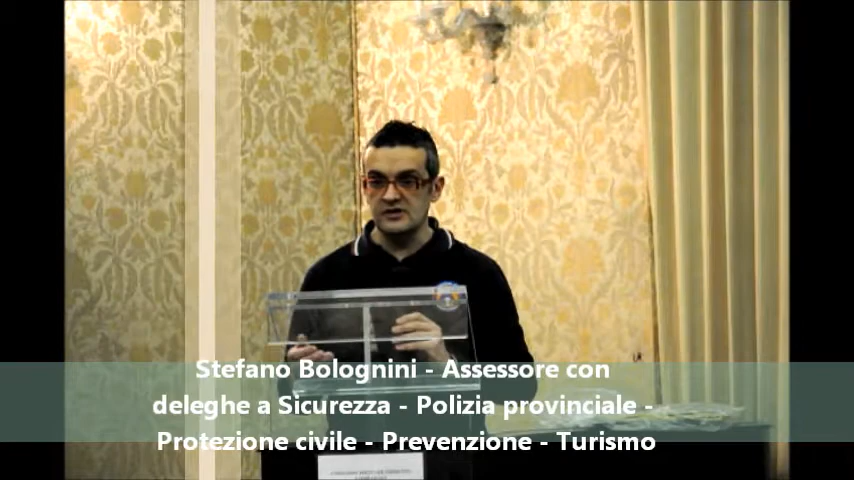 Stefano Bolognini - Assessore con
deleghe a Sicurezza - Polizia provinciale -
Protezione civile - Prevenzione - Turismo